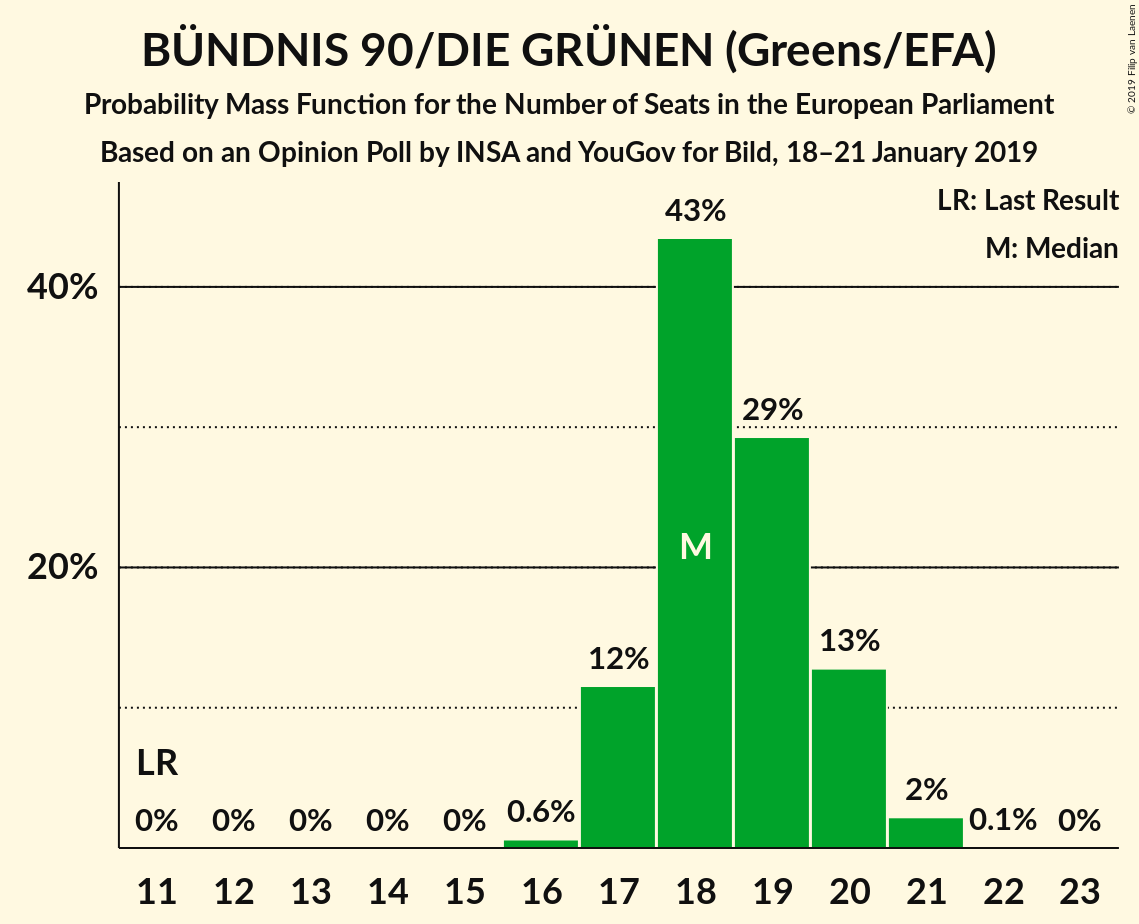 BÜNDNIS 90/DIE GRÜNEN (Greens/EFA)
Probability Mass Function for the Number of Seats in the European Parliament
Based on an Opinion Poll by INSA and YouGov for Bild, 18–21 January 2019
© 2019 Filip van Laenen
LR: Last Result
M: Median
43%
40%
29%
M
20%
13%
12%
LR
2%
0% 0% 0% 0% 0% 0.6% 0.1% 0%
11 12 13 14 15 16 17 18 19 20 21 22 23